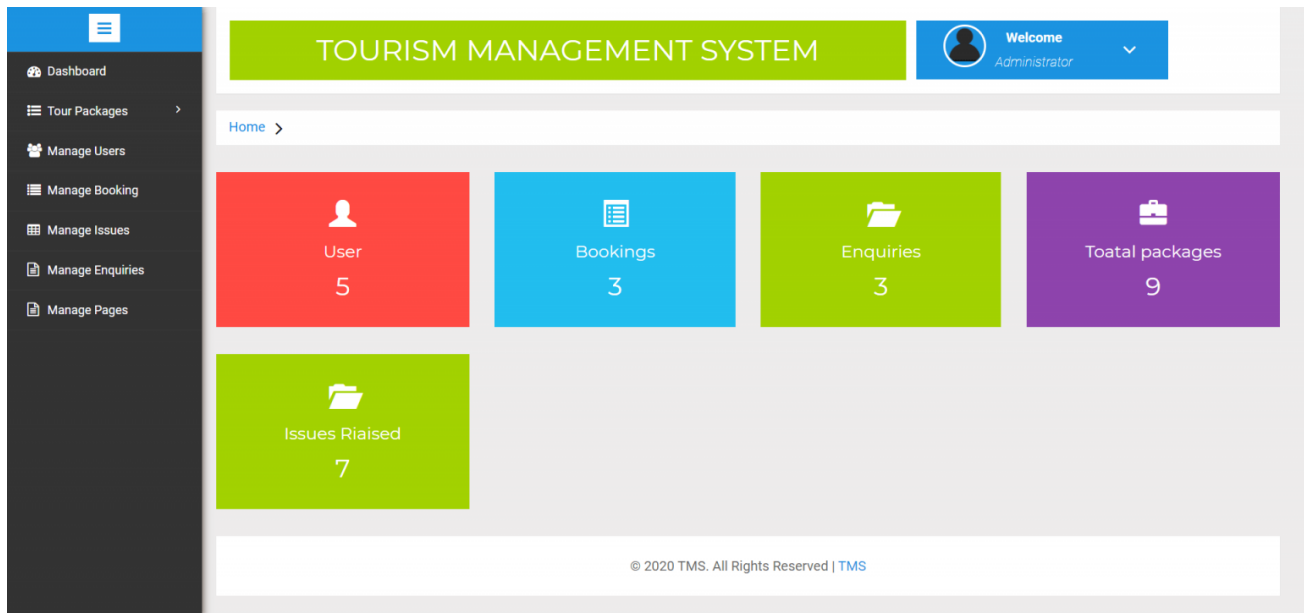 TOURISM MANAGEMENT SYSTEM
Welcome
Administrator
Dashboard
Tour Packages
Manage Users
Manage Booking
Manage Issues
Manage Enquiries
Manage Pages
Home
User
5
Bookings
3
Enquiries
3
Toatal packages
9
Issues Riaised
7
© 2020 TMS. All Rights Reserved | TMS